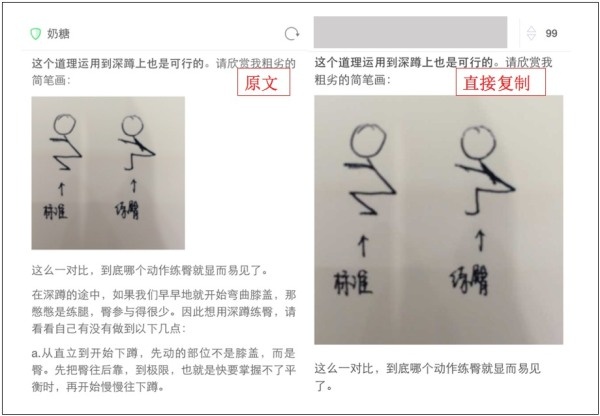 奶糖
这个道理运用到深蹲上也是可行的。请欣赏我粗劣的
简笔画：
原文
标准
练臀
这么一对比，到底哪个动作练臀就显而易见了。
在深蹲的途中，如果我们早早地就开始弯曲膝盖，那
憨憨是练腿，臀参与得很少。因此想用深蹲练臀，请
看看自己有没有做到以下几点：
a.从直立到开始下蹲，先动的部位不是膝盖，而是
臀。先把臀往后靠，到极限，也就是快要掌握不了平
衡时，再开始慢慢往下蹲。
99
这个道理运用到深蹲上也是可行的。请欣赏我
粗劣的简笔画：
直接复制
标准
练臀
这么一对比，到底哪个动作练臀就显而易见
了。